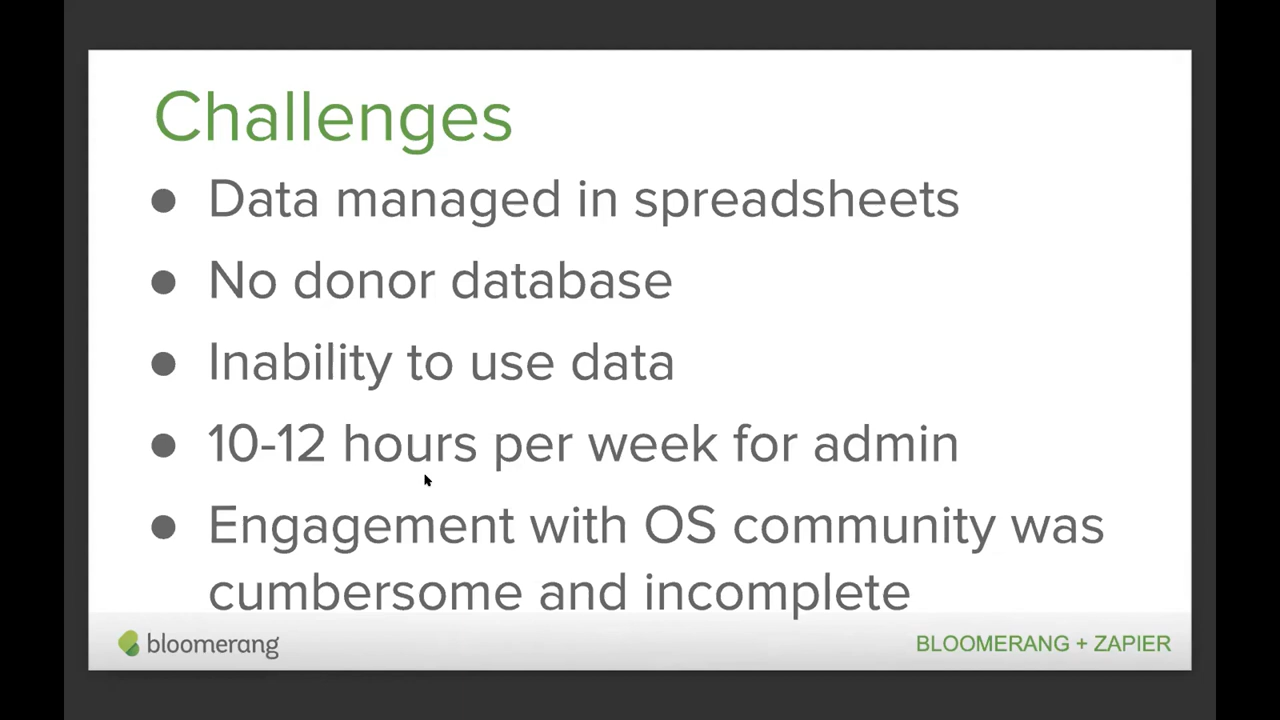 Challenges
● Data managed in spreadsheets
● No donor database
● Inability to use data
● 10-12 hours per week for admin
● Engagement with OS community was
cumbersome and incomplete
bloomerang
BLOOMERANG + ZAPIER